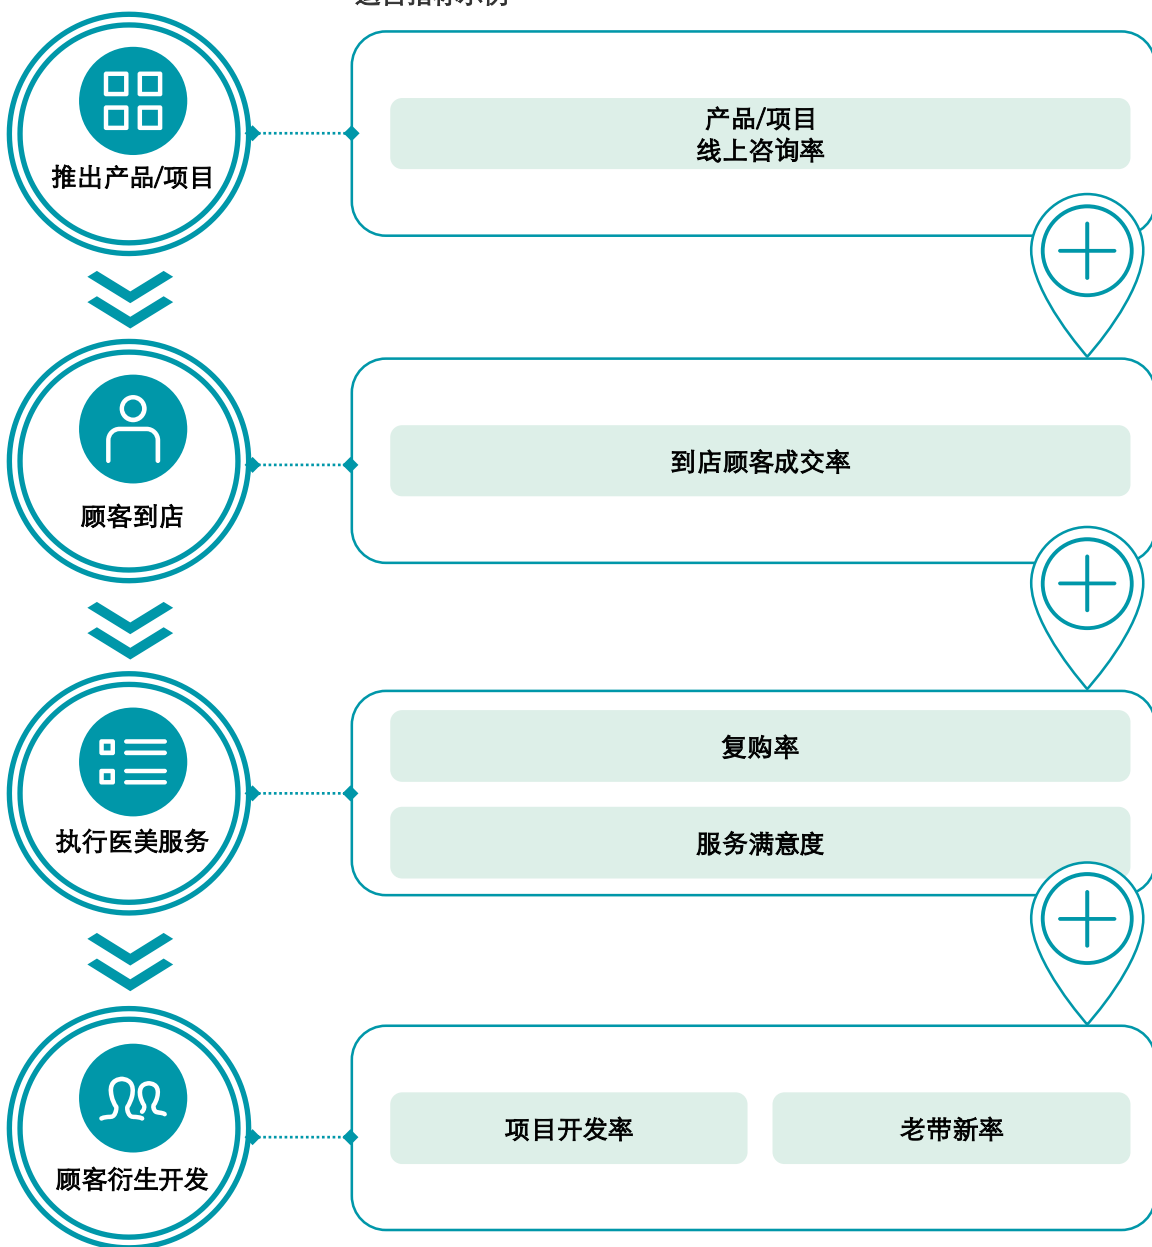 推出产品/项目
产品/项目
线上咨询率
顾客到店
到店顾客成交率
执行医美服务
复购率
服务满意度
顾客衍生开发
项目开发率
老带新率